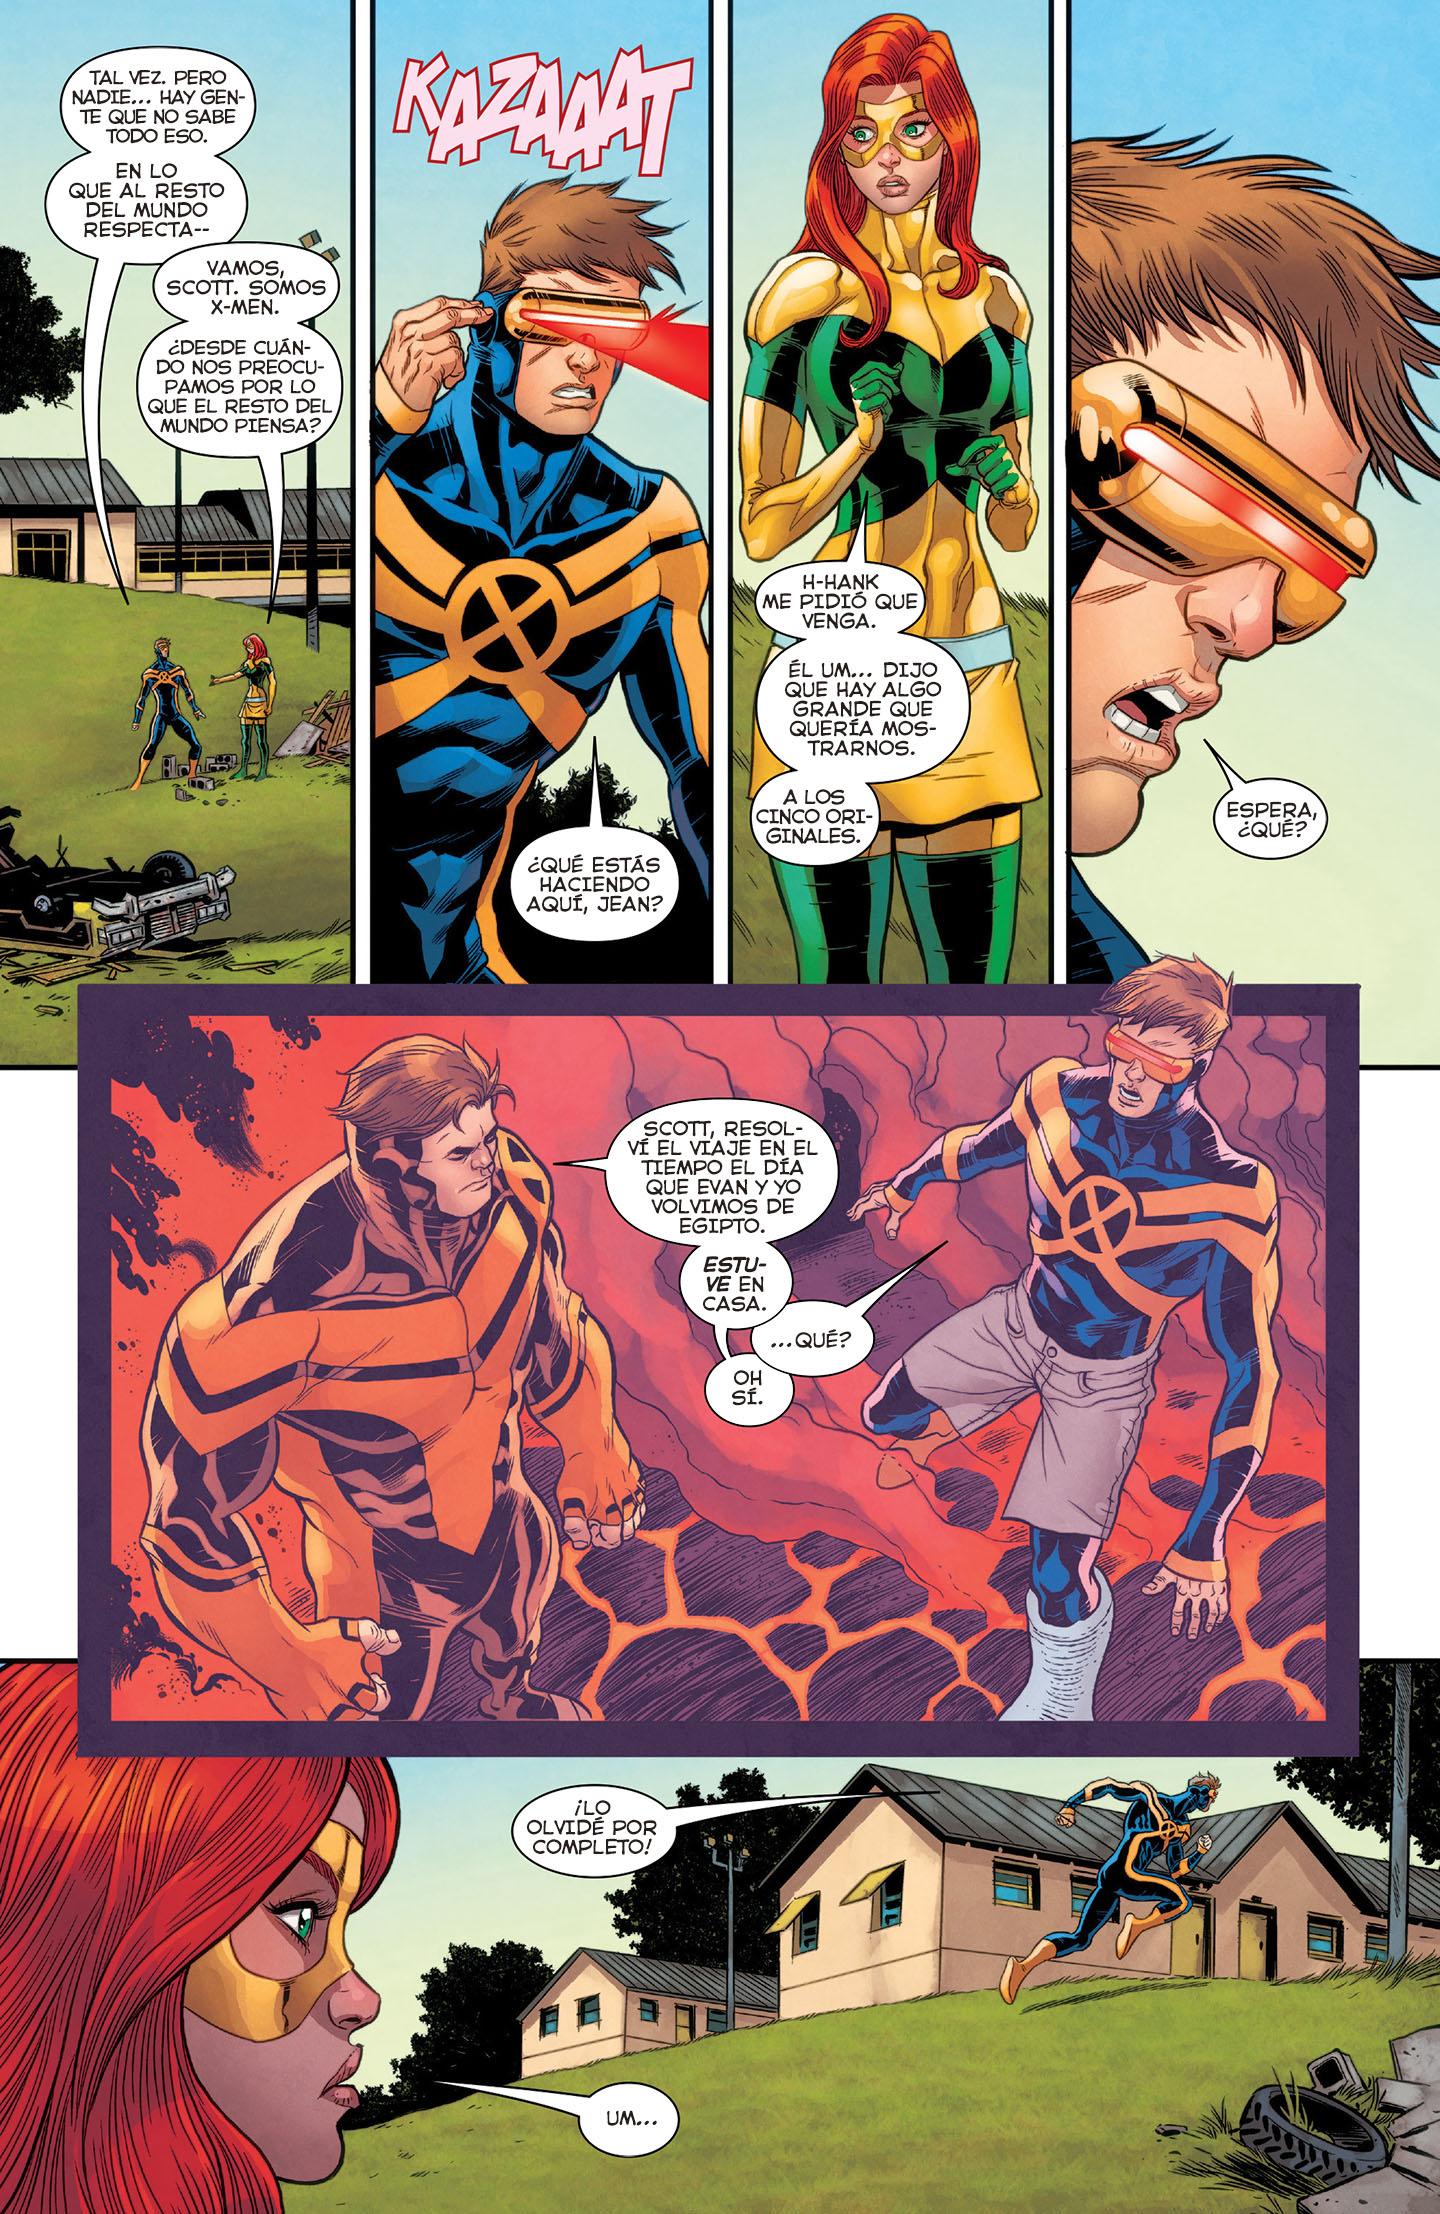 TAL VEZ. PERO
NADIE... HAY GEN-
TE QUE NO SABE
TODO ESO.
EN LO
QUE AL RESTO
DEL MUNDO
RESPECTA--
VAMOS,
SCOTT. SOMOS
X-MEN.
¿DESDE CUÁN-
DO NOS PREOCU-
PAMOS POR LO
QUE EL RESTO DEL
MUNDO PIENSA?
KAZAAAT
¿QUÉ ESTÁS
HACIENDO
AQUÍ, JEAN?
H-HANK
ME PIDIÓ QUE
VENGA.
ÉL UM... DIJO
QUE HAY ALGO
GRANDE QUE
QUERÍA MOS-
TRARNOS.
A LOS
CINCO ORI-
GINALES.
ESPERA,
¿QUÉ?
SCOTT, RESOL-
VÍ EL VIAJE EN EL
TIEMPO EL DÍA
QUE EVAN Y YO
VOLVIMOS DE
EGIPTO.
ESTU-
VE EN
CASA.
...QUÉ?
OH
SÍ.
¡LO
OLVIDÉ POR
COMPLETO!
UM...